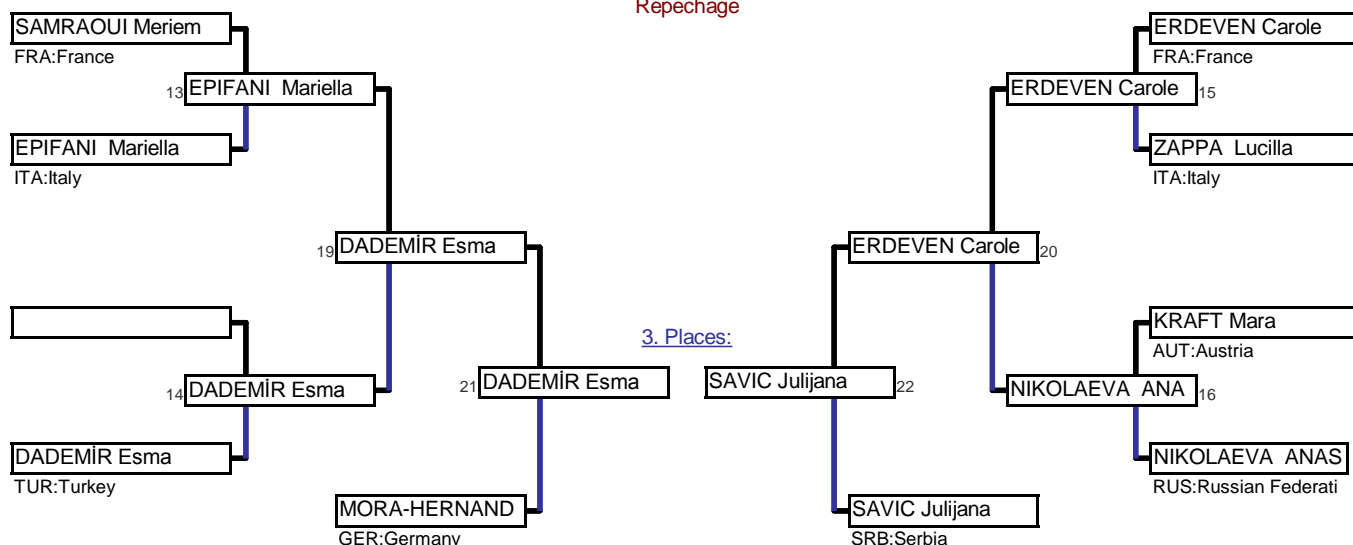 Repechage
SAMRAOUI Meriem
FRA:France
13 EPIFANI Mariella
EPIFANI Mariella
ITA:Italy
19 DADEMİR Esma
14 DADEMİR Esma
DADEMİR Esma
TUR:Turkey
21 DADEMİR Esma
MORA-HERNAND
GER:Germany
3. Places:
ERDEVEN Carole
FRA:France
ERDEVEN Carole 15
ZAPPA Lucilla
ITA:Italy
ERDEVEN Carole 20
KRAFT Mara
AUT:Austria
SAVIC Julijana 22
NIKOLAEVA ANA 16
NIKOLAEVA ANAS
RUS:Russian Federati
SAVIC Julijana
SRB:Serbia